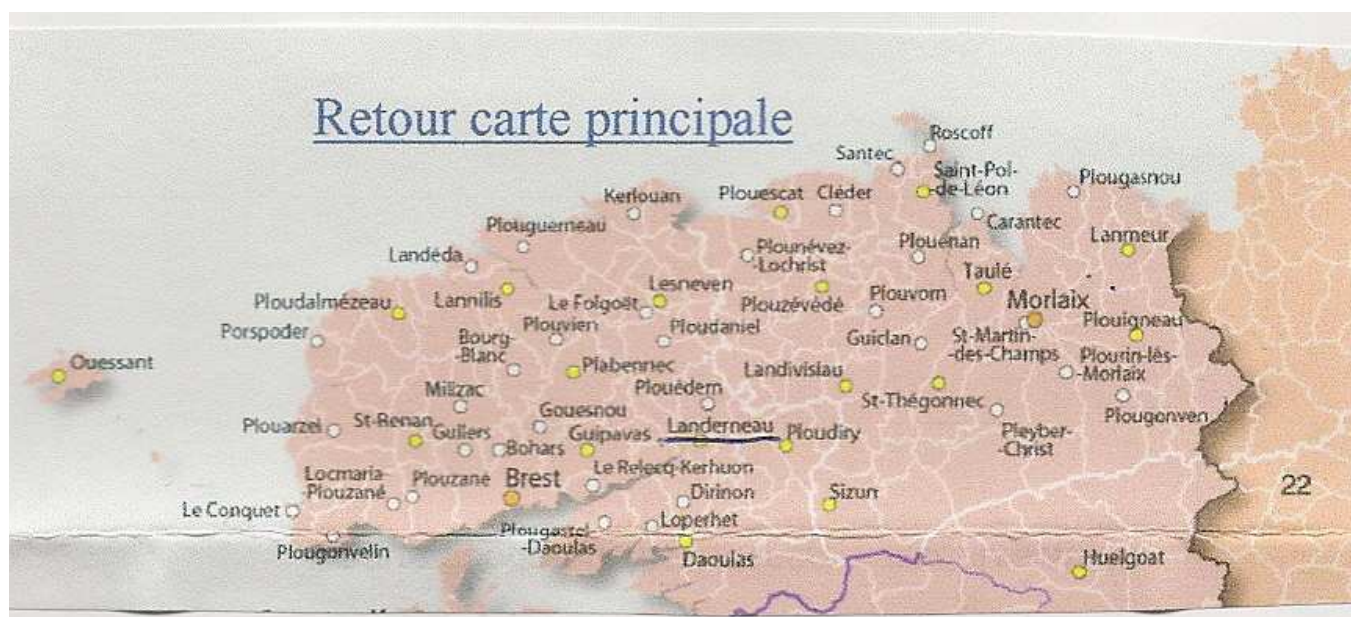 Retour carte principale
Roscoff
Santec
Saint-Pol-
-de-Léon
Plougasnou
Kerlouan
Plouescat
Cléder
Carantec
Plouguerneau
Lanmeur
Plounévez-
-Lochrist
Plouénan
Landéda
Taulé
Lesneven
Lannilis
Ploudalmézeau
Le Folgoët
Plouzévédé
Plouvorn
Morlaix
Plouigneau
Porspoder
Bourg-
-Blanc
Plouvien
Ploudaniel
Guiclan
St-Martin-
-des-Champs
Plourin-lès-
-Morlaix
Ouessant
Plabennec
Landivisiau
Milizac
Plouédern
St-Thégonnec
Plougonven
Plouarzel
St-Renan
Guilers
Gouesnou
Bohars
Guipavas
Landerneau
Ploudiry
Pleyber-
-Christ
Locmaria-
-Plouzané
Plouzané
Brest
Le Relecq-Kerhuon
Dirinon
Sizun
22
Le Conquet
Plougastel-
-Daoulas
Loperhet
Plougonvelin
Daoulas
Huelgoat